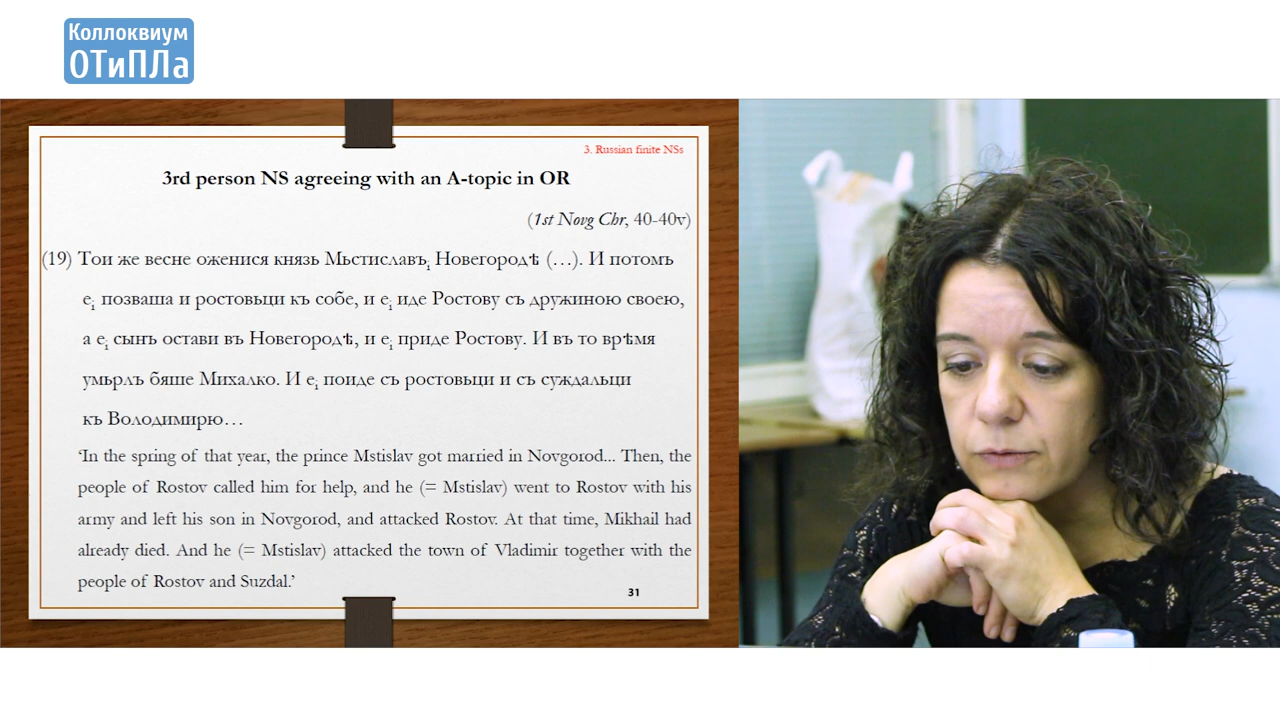 Коллоквиум
ОТиПЛа
3. Russian finite NSs
3rd person NS agreeing with an A-topic in OR
(1st Novg Chr, 40-40v)
(19) Тои же весне оженися князь Мьстиславъi Новегородѣ (…). И потомь
ei позваша и ростовьци къ собе, и ei иде Ростову съ дружиною своею,
а ei сынъ остави въ Новегородѣ, и ei приде Ростову. И въ то врѣмя
умьрлъ бяше Михалко. И ei поиде съ ростовьци и съ суждальци
къ Володимирю…
‘In the spring of that year, the prince Mstislav got married in Novgorod... Then, the
people of Rostov called him for help, and he (= Mstislav) went to Rostov with his
army and left his son in Novgorod, and attacked Rostov. At that time, Mikhail had
already died. And he (= Mstislav) attacked the town of Vladimir together with the
people of Rostov and Suzdal.’
31